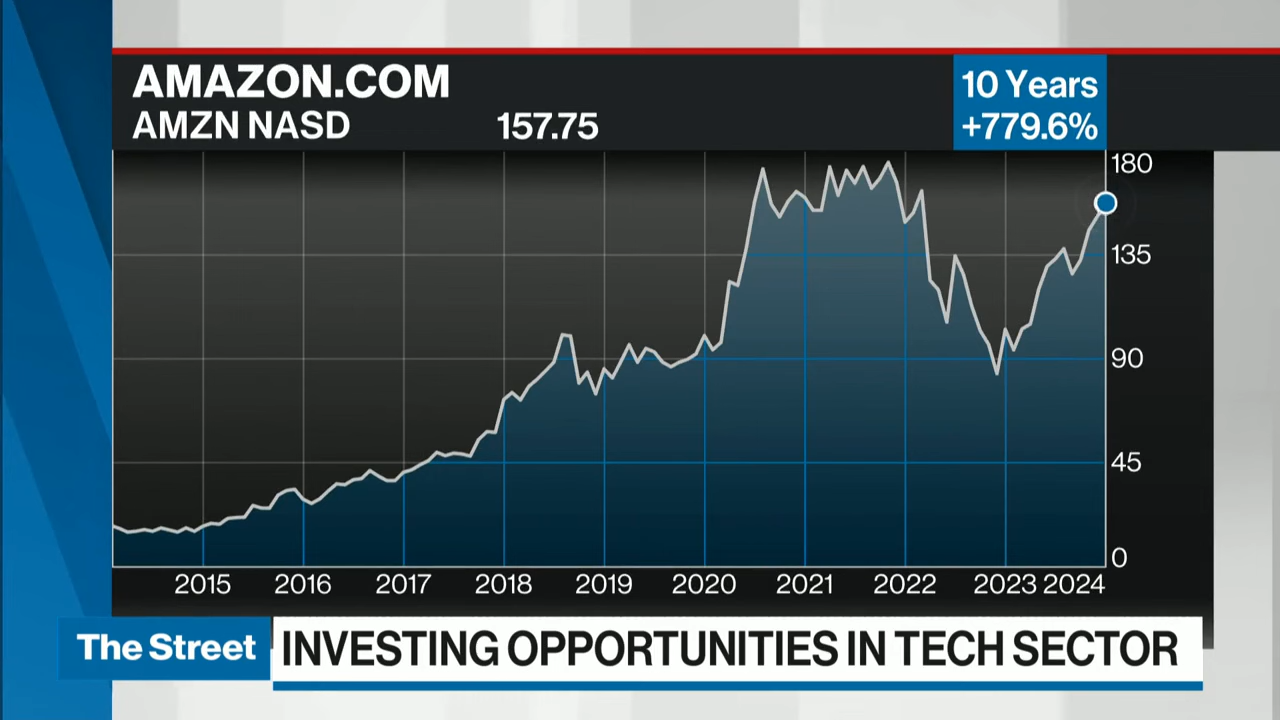 AMAZON.COM
AMZN NASD 157.75
10 Years
+779.6%
180
135
90
45
0
2015 2016 2017 2018 2019 2020 2021 2022 2023 2024
The Street
INVESTING OPPORTUNITIES IN TECH SECTOR